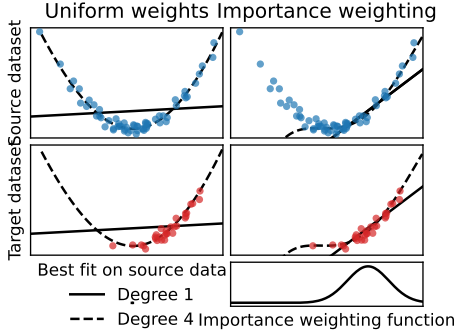 Uniform weights
Importance weighting
Source dataset
Target dataset
Best fit on source data
Degree 1
Degree 4
Importance weighting function